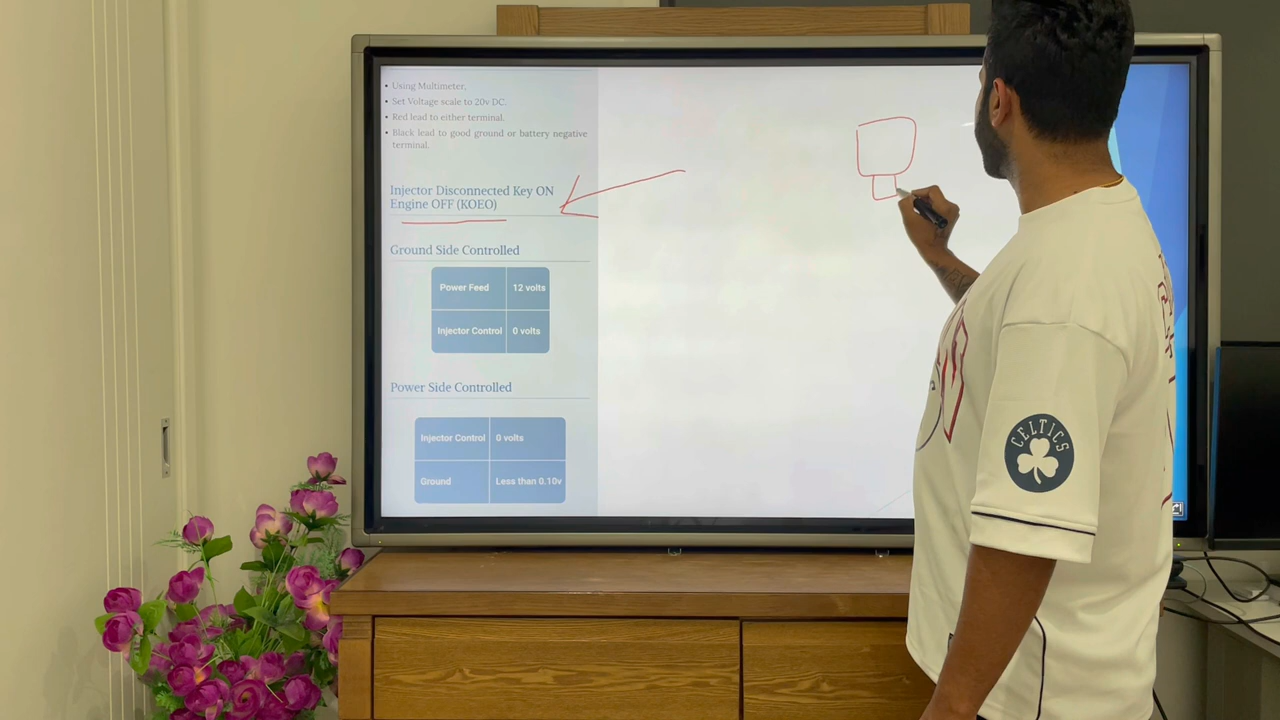 • Using Multimeter,
• Set Voltage scale to 20v DC.
• Red lead to either terminal.
• Black lead to good ground or battery negative
terminal.
Injector Disconnected Key ON
Engine OFF (KOEO)
Ground Side Controlled
Power Feed 12 volts
Injector Control 0 volts
Power Side Controlled
Injector Control 0 volts
Ground Less than 0.10v
CELTICS